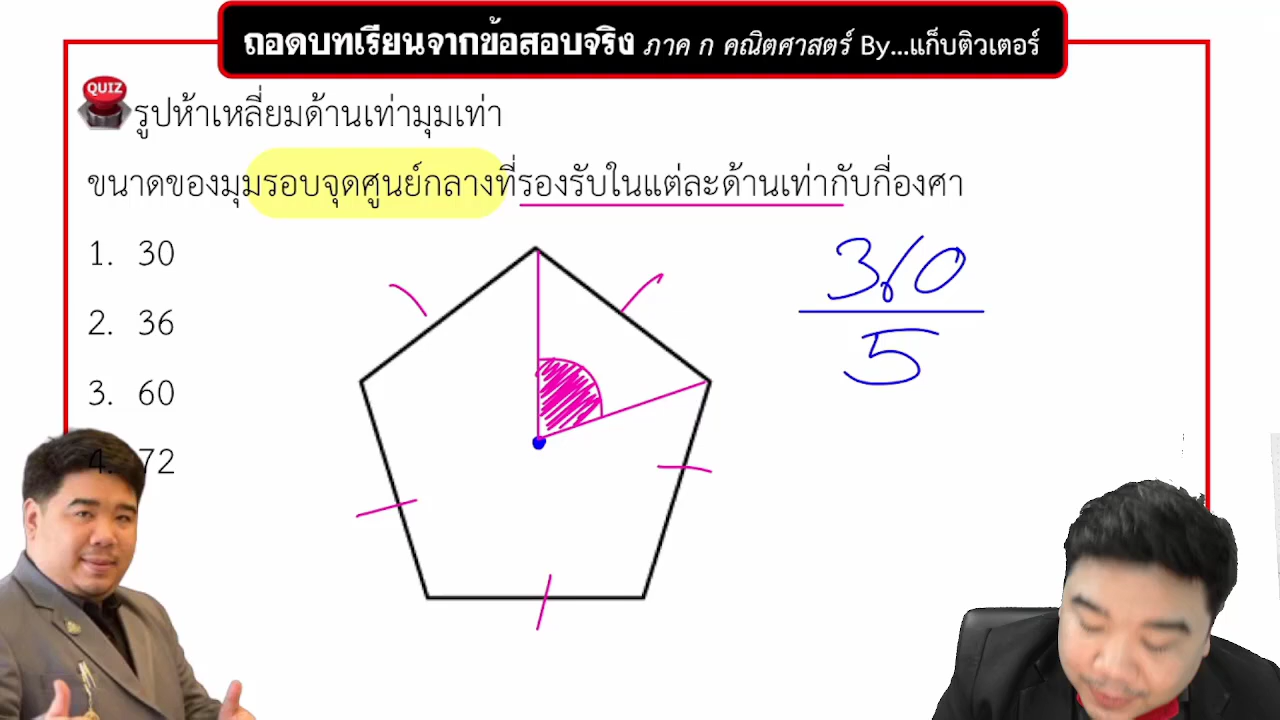 ถอดบทเรียนจากข้อสอบจริง ภาค ก คณิตศาสตร์ By...แก็บติวเตอร์
QUIZ
รูปห้าเหลี่ยมด้านเท่ามุมเท่า
ขนาดของมุมรอบจุดศูนย์กลางที่รองรับในแต่ละด้านเท่ากับกี่องศา
1. 30
2. 36
3. 60
4. 72
360
5